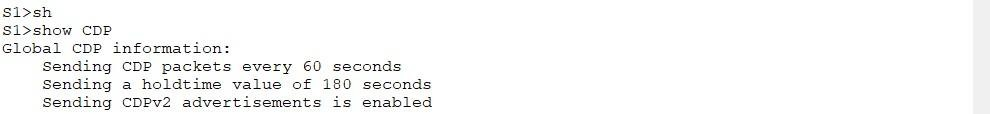 S1>sh
S1>show CDP
Global CDP information:
    Sending CDP packets every 60 seconds
    Sending a holdtime value of 180 seconds
    Sending CDPv2 advertisements is enabled